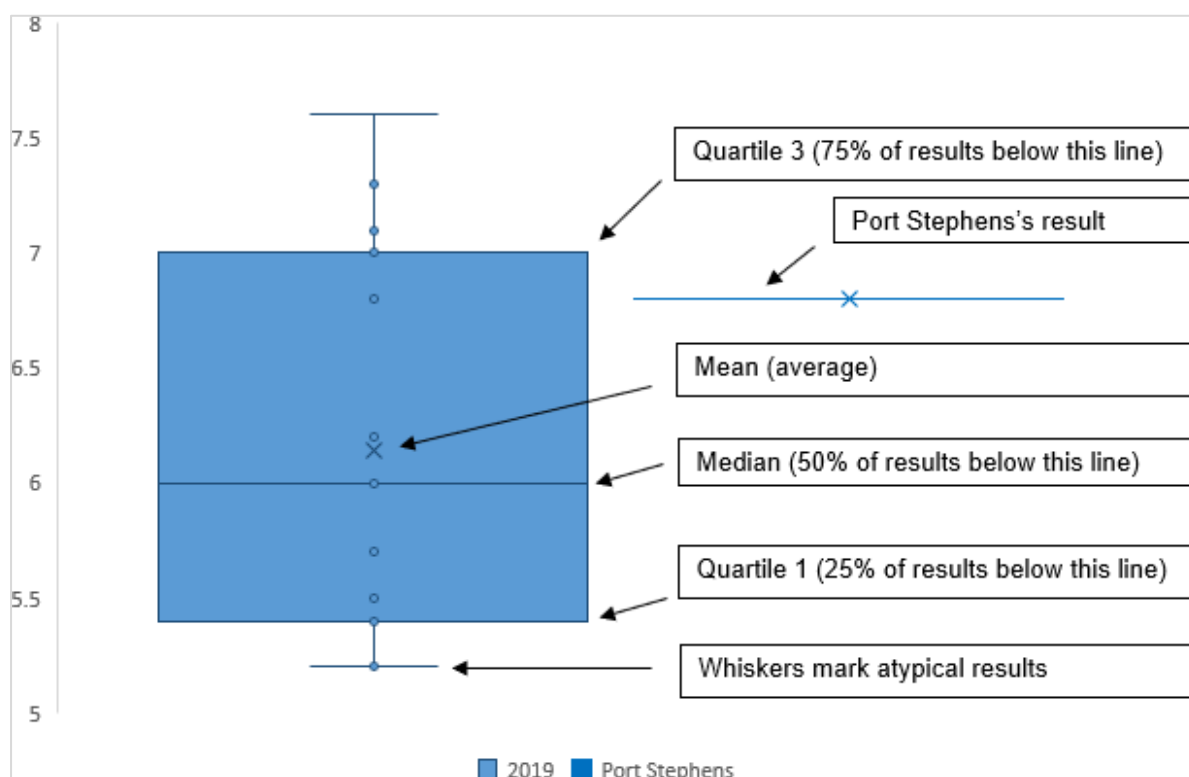 8
7.5
Quartile 3 (75% of results below this line)
Port Stephens's result
7
6.5
Mean (average)
Median (50% of results below this line)
6
Quartile 1 (25% of results below this line)
5.5
Whiskers mark atypical results
5
2019 Port Stephens